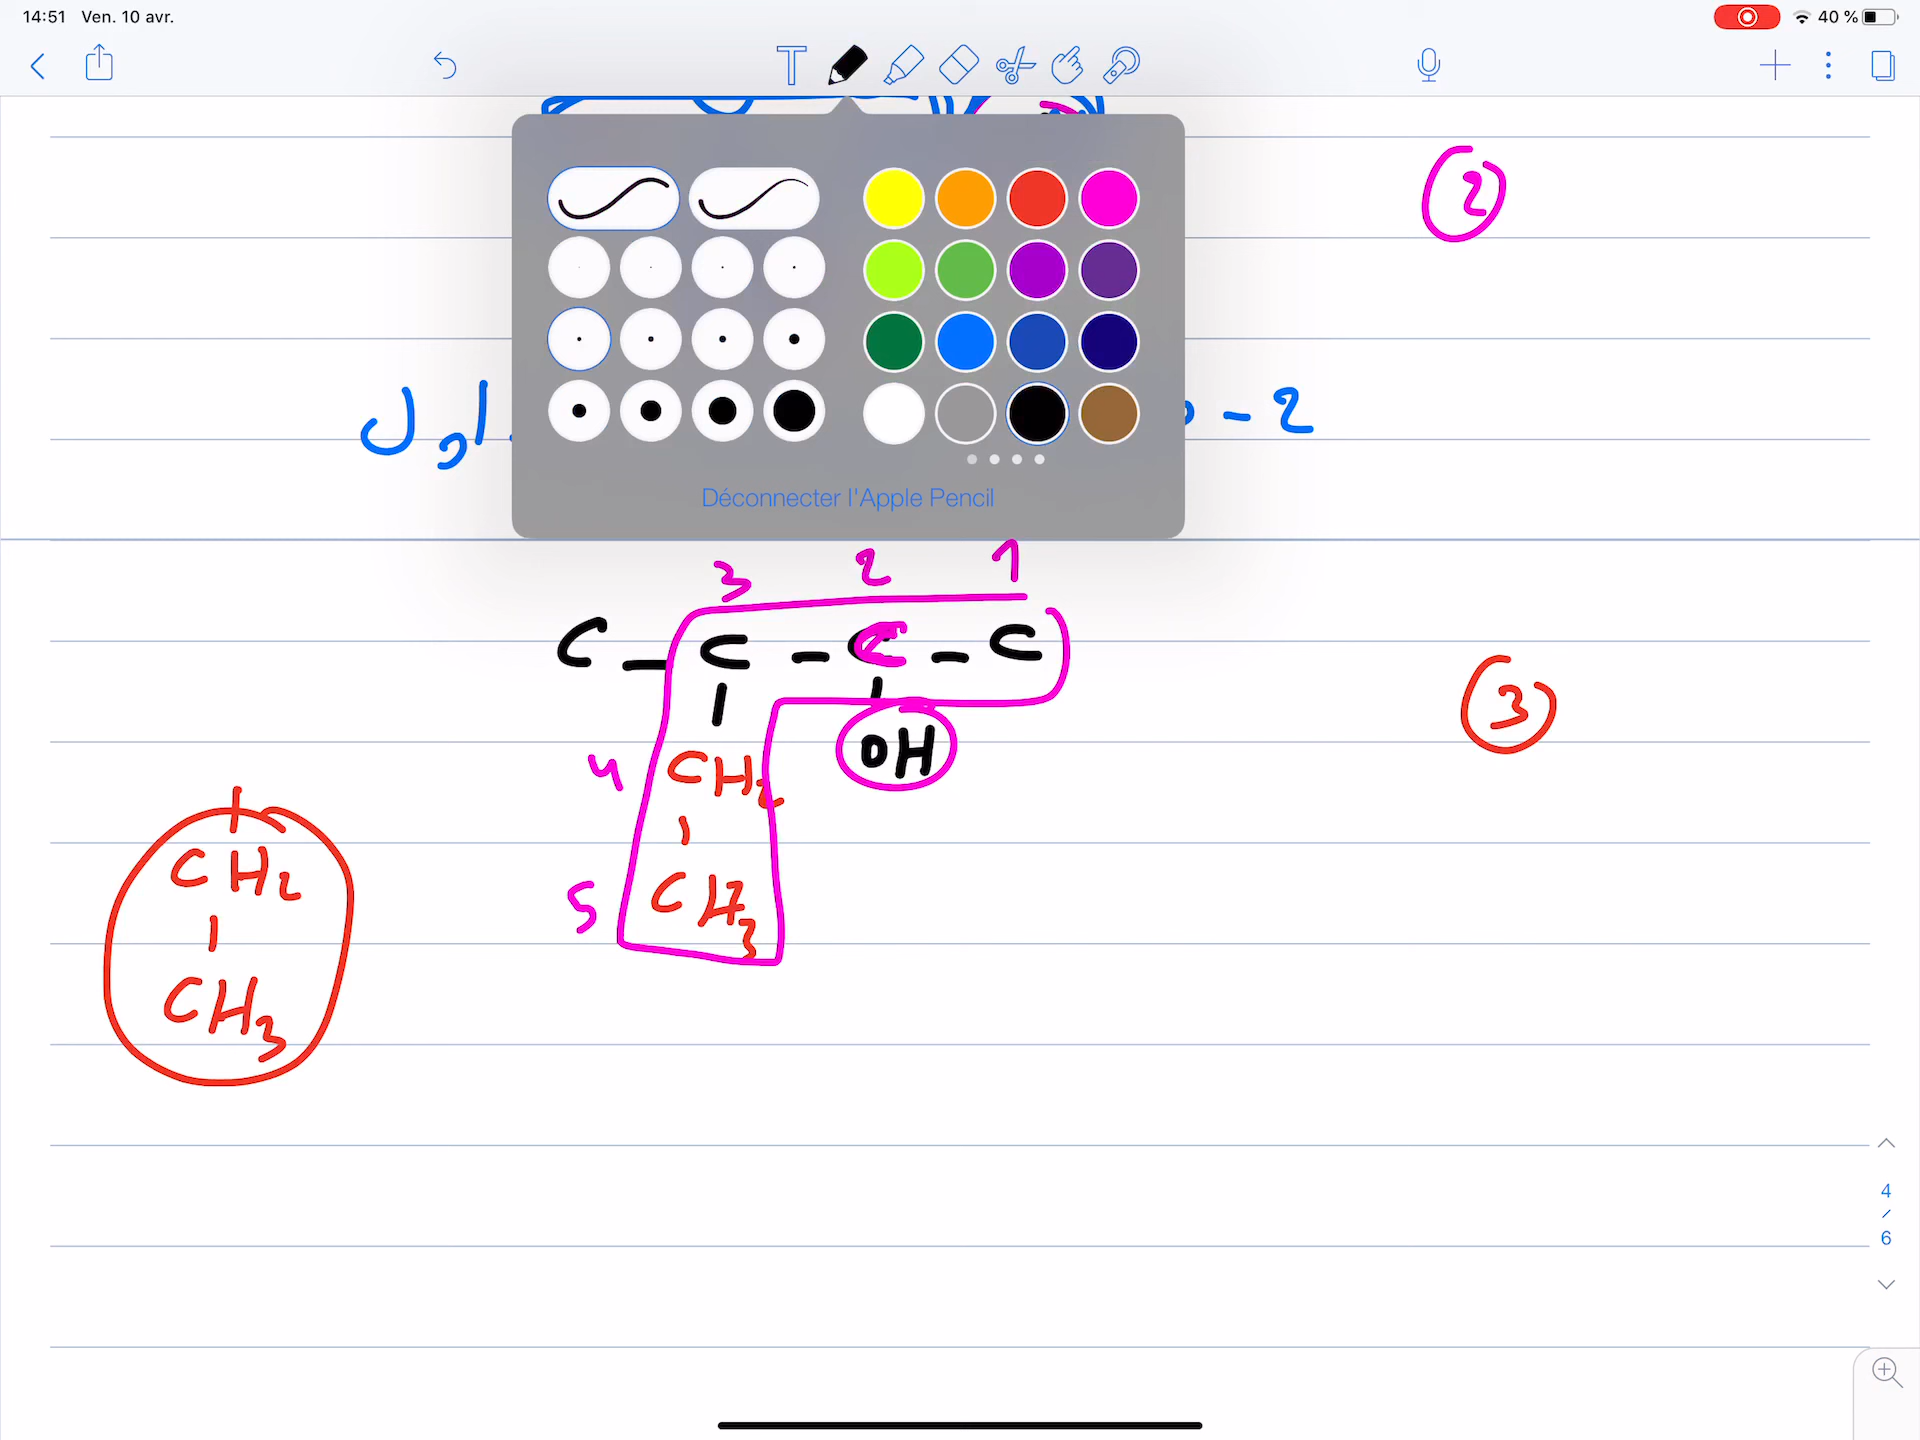 14:51 Ven. 10 avr. 40 %
T
2
- 2
Déconnecter l'Apple Pencil
3 2 1
C - C - C - C
3
OH
4 CH2
CH2
5 CH3
CH3
4
6